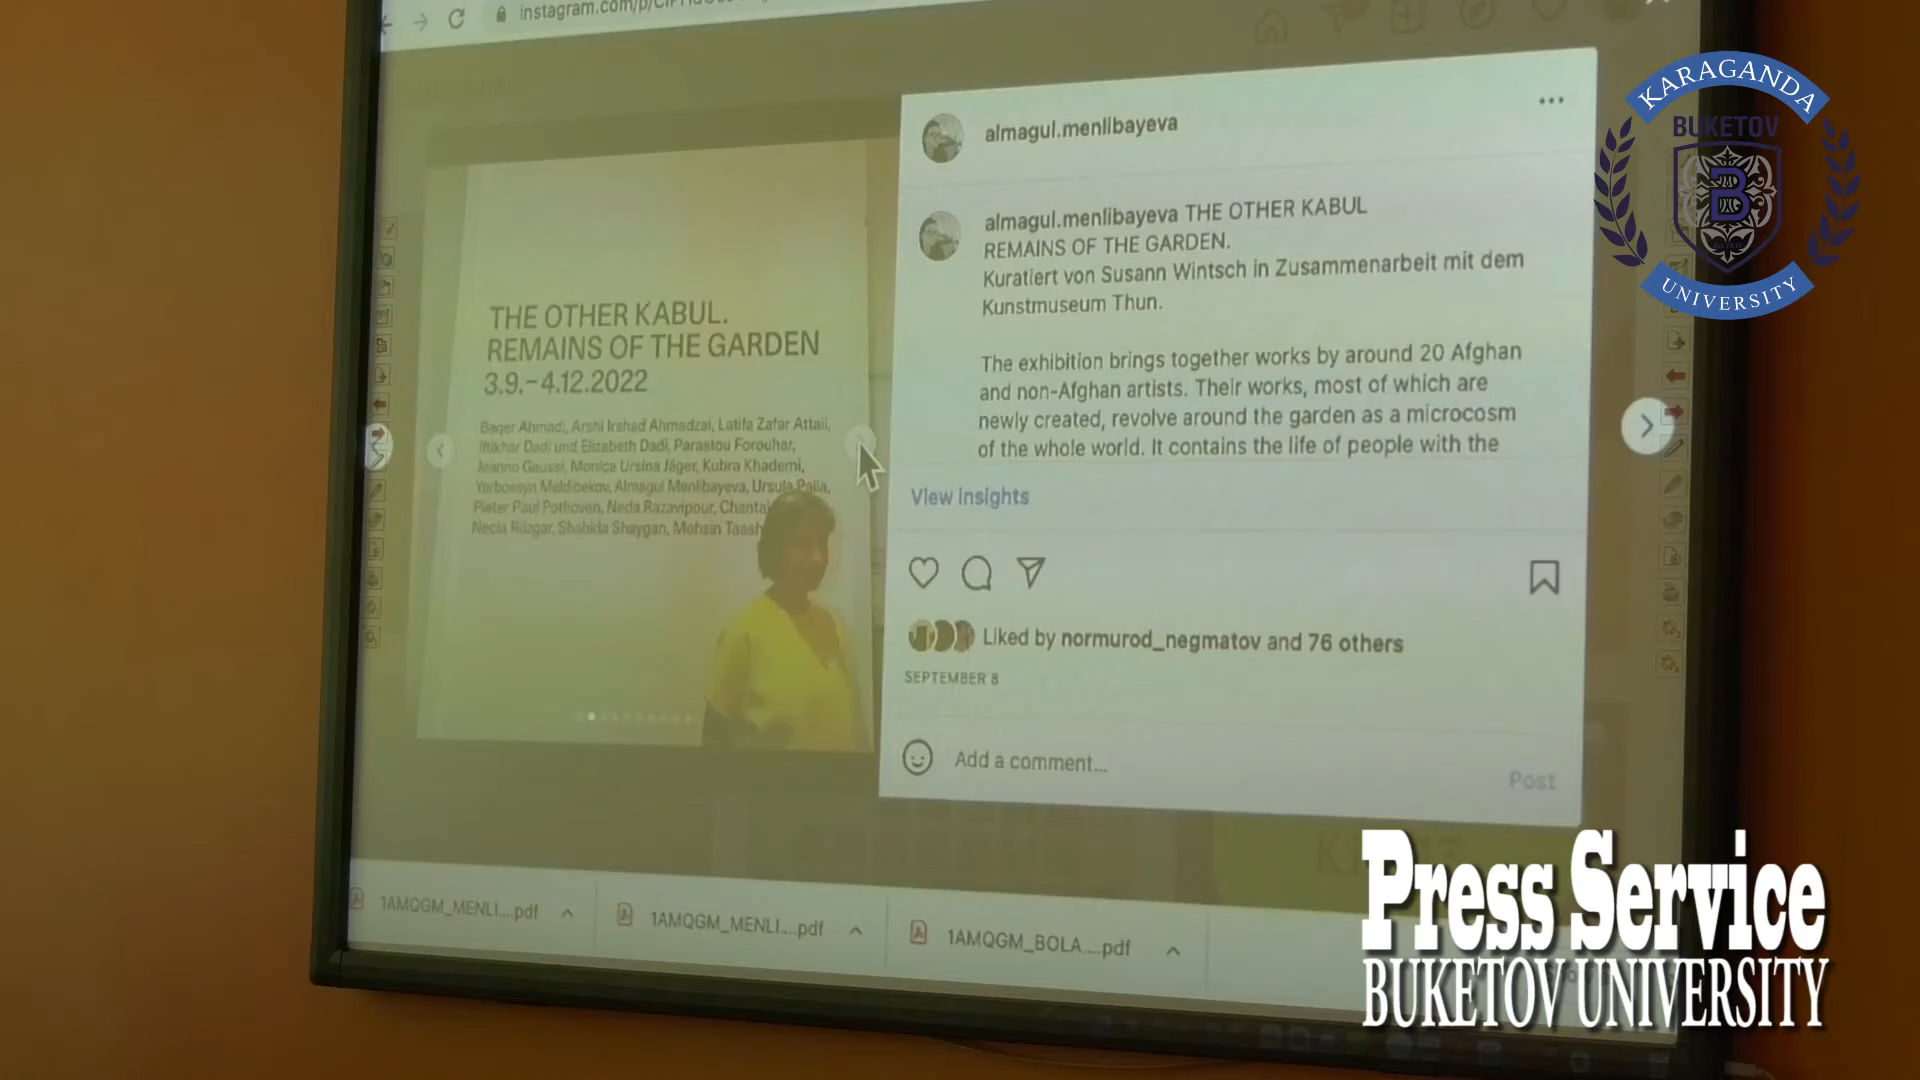 instagram.com/p/
KARAGANDA
BUKETOV
UNIVERSITY
almagul.menlibayeva
almagul.menlibayeva THE OTHER KABUL
REMAINS OF THE GARDEN.
Kuratiert von Susann Wintsch in Zusammenarbeit mit dem
Kunstmuseum Thun.
The exhibition brings together works by around 20 Afghan
and non-Afghan artists. Their works, most of which are
newly created, revolve around the garden as a microcosm
of the whole world. It contains the life of people with the
View Insights
Liked by normurod_negmatov and 76 others
SEPTEMBER 8
Add a comment...
Post
THE OTHER KABUL.
REMAINS OF THE GARDEN
3.9.–4.12.2022
Baqer Ahmadi, Arshi Irshad Ahmadzai, Latifa Zafar Attaii,
Iftikhar Dadi und Elizabeth Dadi, Parastou Forouhar,
Jeanno Gaussi, Monica Ursina Jäger, Kubra Khademi,
Yerbossyn Meldibekov, Almagul Menlibayeva, Ursula Palla,
Pieter Paul Pothoven, Neda Razavipour, Chantal
Necla Rüzgar, Shahida Shaygan, Mohsin Taasha
1AMQGM_MENLI....pdf
1AMQGM_MENLI....pdf
1AMQGM_BOLA....pdf
Press Service
BUKETOV UNIVERSITY